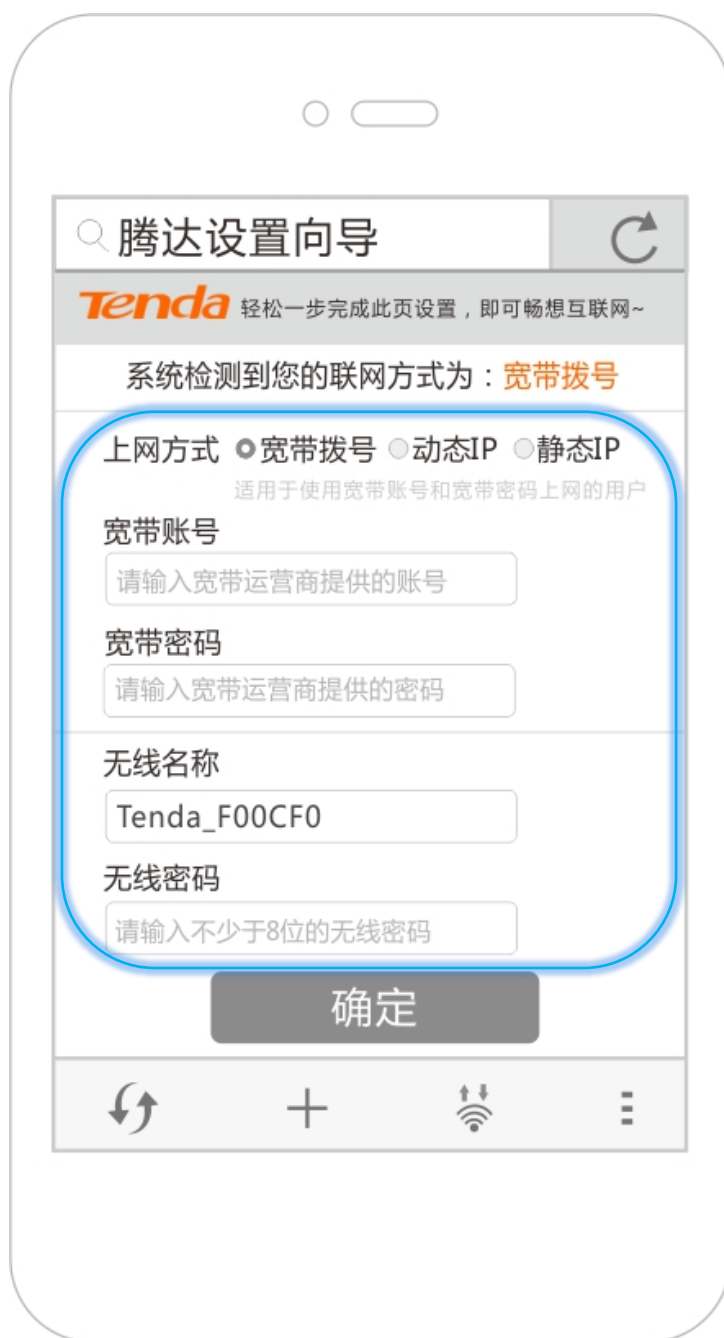 腾达设置向导
Tenda 轻松一步完成此页设置，即可畅想互联网~
系统检测到您的联网方式为：宽带拨号
上网方式 宽带拨号 动态IP 静态IP
适用于使用宽带账号和宽带密码上网的用户
宽带账号
请输入宽带运营商提供的账号
宽带密码
请输入宽带运营商提供的密码
无线名称
Tenda_F00CF0
无线密码
请输入不少于8位的无线密码
确定